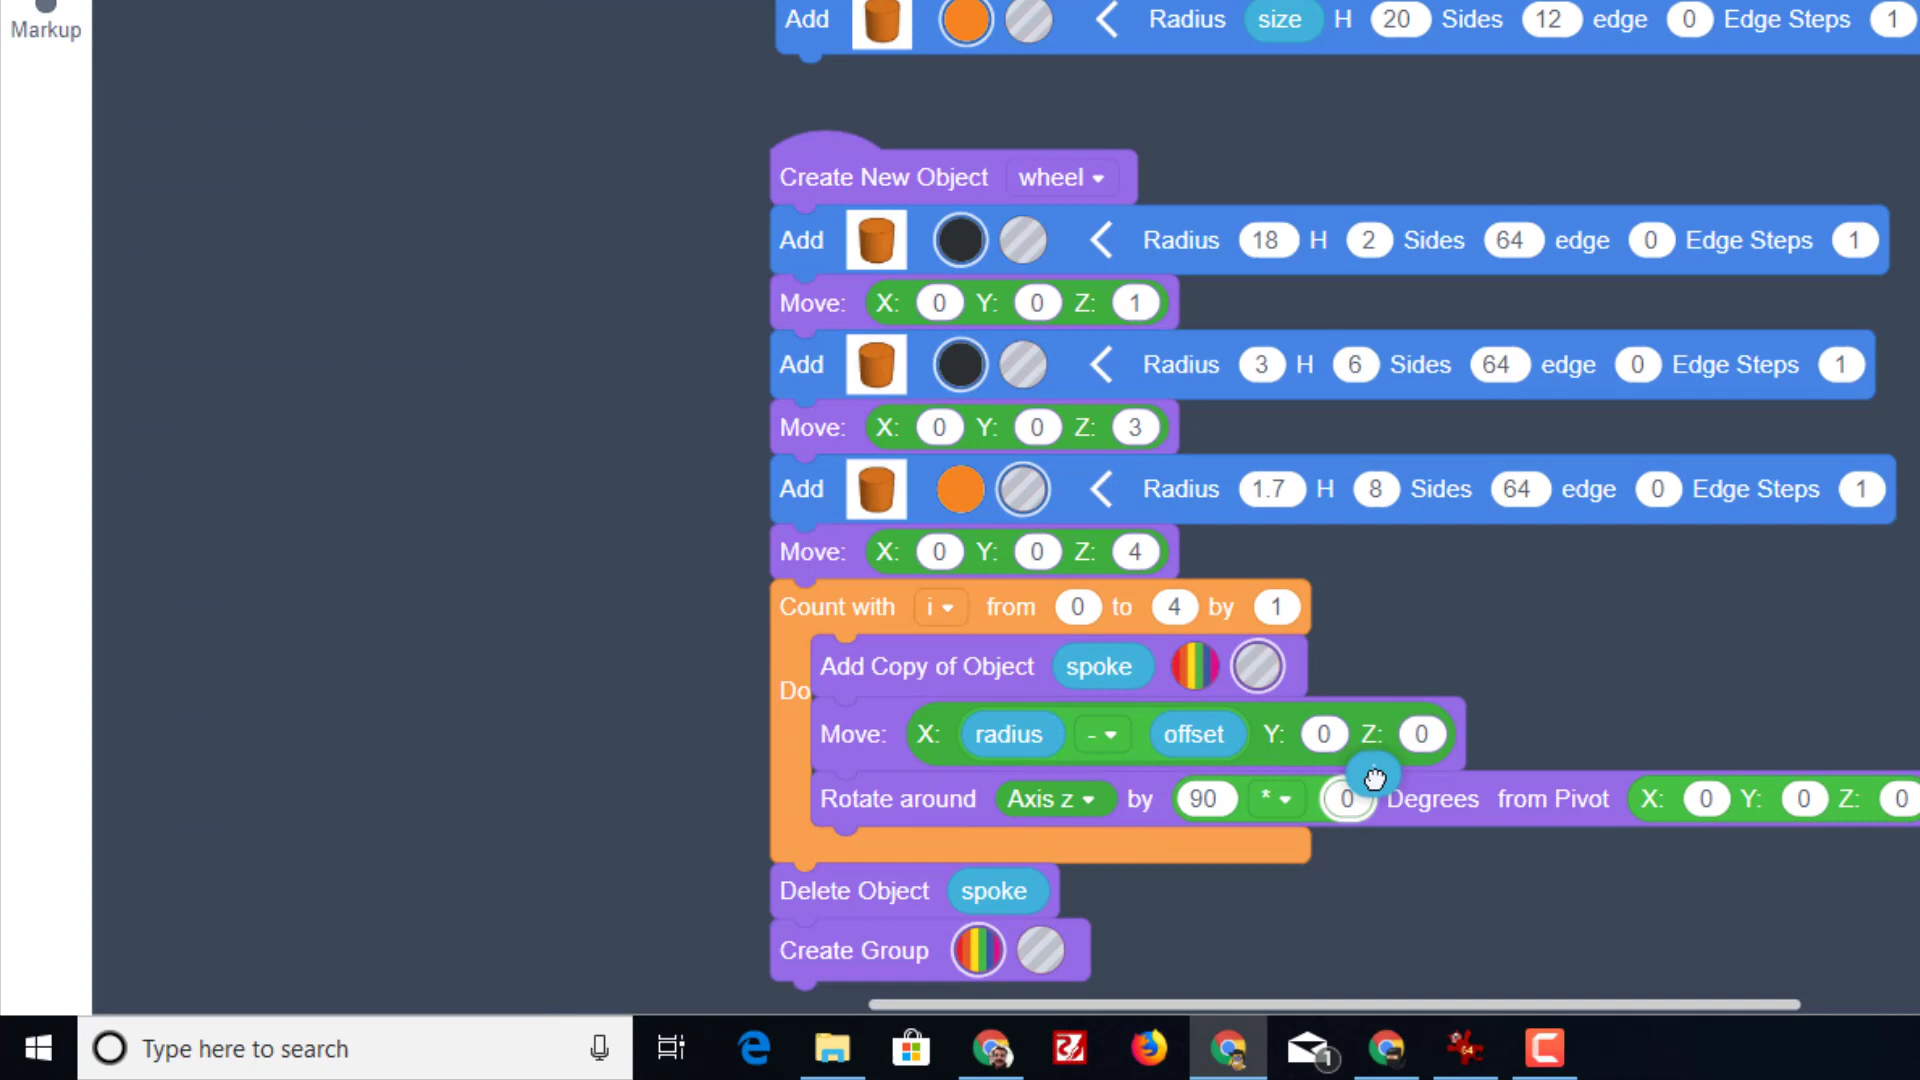 Markup
Add Radius size H 20 Sides 12 edge 0 Edge Steps 1
Create New Object wheel
Add Radius 18 H 2 Sides 64 edge 0 Edge Steps 1
Move: X: 0 Y: 0 Z: 1
Add Radius 3 H 6 Sides 64 edge 0 Edge Steps 1
Move: X: 0 Y: 0 Z: 3
Add Radius 1.7 H 8 Sides 64 edge 0 Edge Steps 1
Move: X: 0 Y: 0 Z: 4
Count with i from 0 to 4 by 1
Add Copy of Object spoke
Do
Move: X: radius - offset Y: 0 Z: 0
Rotate around Axis z by 90 * 0 Degrees from Pivot X: 0 Y: 0 Z: 0
Delete Object spoke
Create Group
Type here to search
1
64